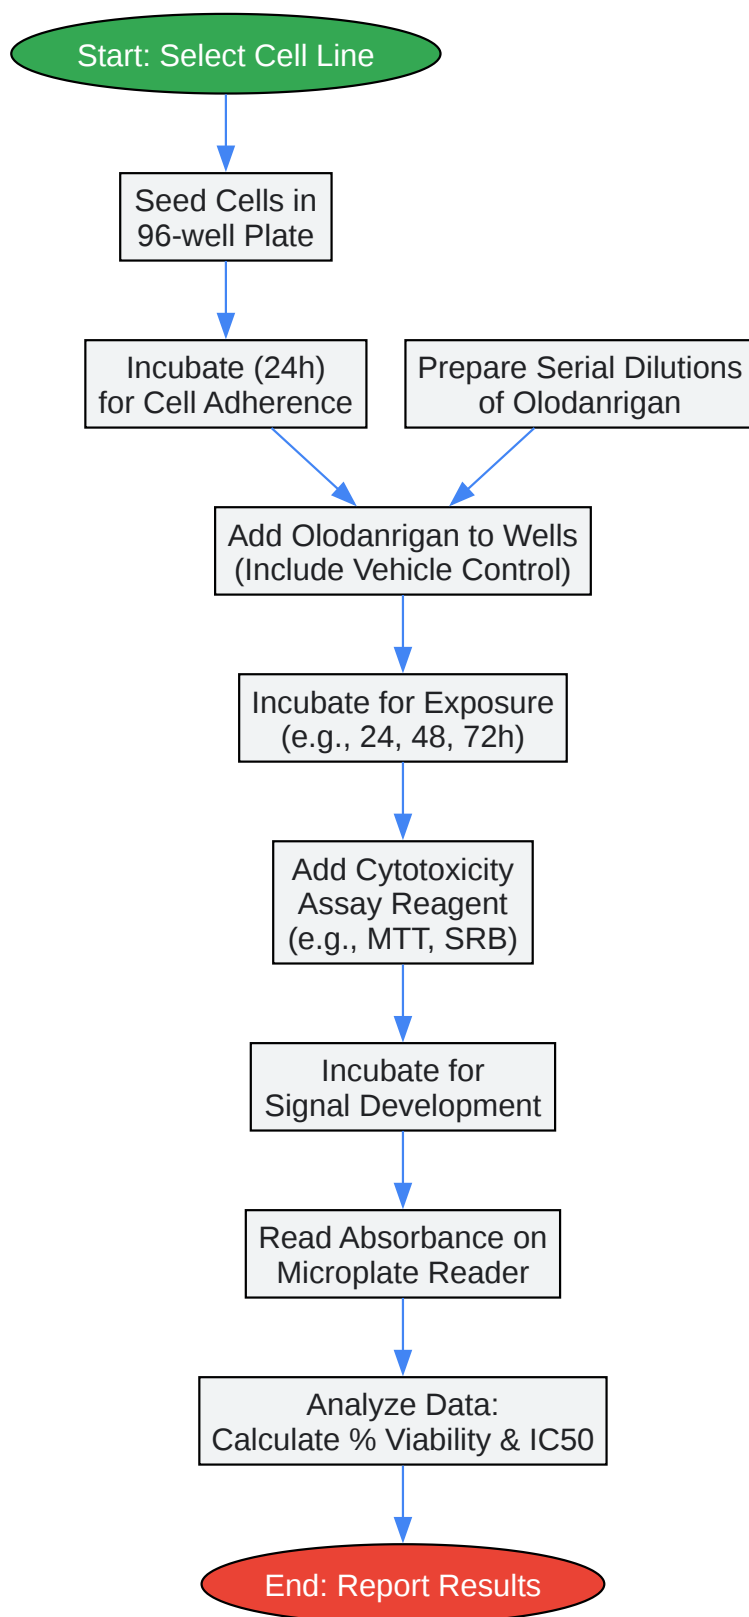 Start: Select Cell Line
Seed Cells in
96-well Plate
Incubate (24h)
for Cell Adherence
Prepare Serial Dilutions
of Olodanrigan
Add Olodanrigan to Wells
(Include Vehicle Control)
Incubate for Exposure
(e.g., 24, 48, 72h)
Add Cytotoxicity
Assay Reagent
(e.g., MTT, SRB)
Incubate for
Signal Development
Read Absorbance on
Microplate Reader
Analyze Data:
Calculate % Viability & IC50
End: Report Results